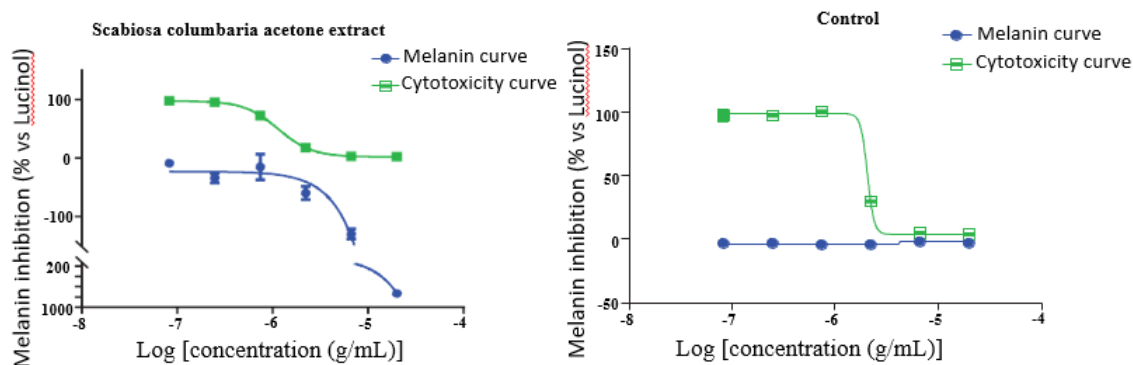 Scabiosa columbaria acetone extract
Melanin curve
Cytotoxicity curve
Melanin inhibition (% vs Lucinol)
100
0
-100
200
1000
-8
-7
-6
-5
-4
Log [concentration (g/mL)]
Control
Melanin curve
Cytotoxicity curve
Melanin inhibition (% vs Lucinol)
150
100
50
0
-50
-8
-7
-6
-5
-4
Log [concentration (g/mL)]